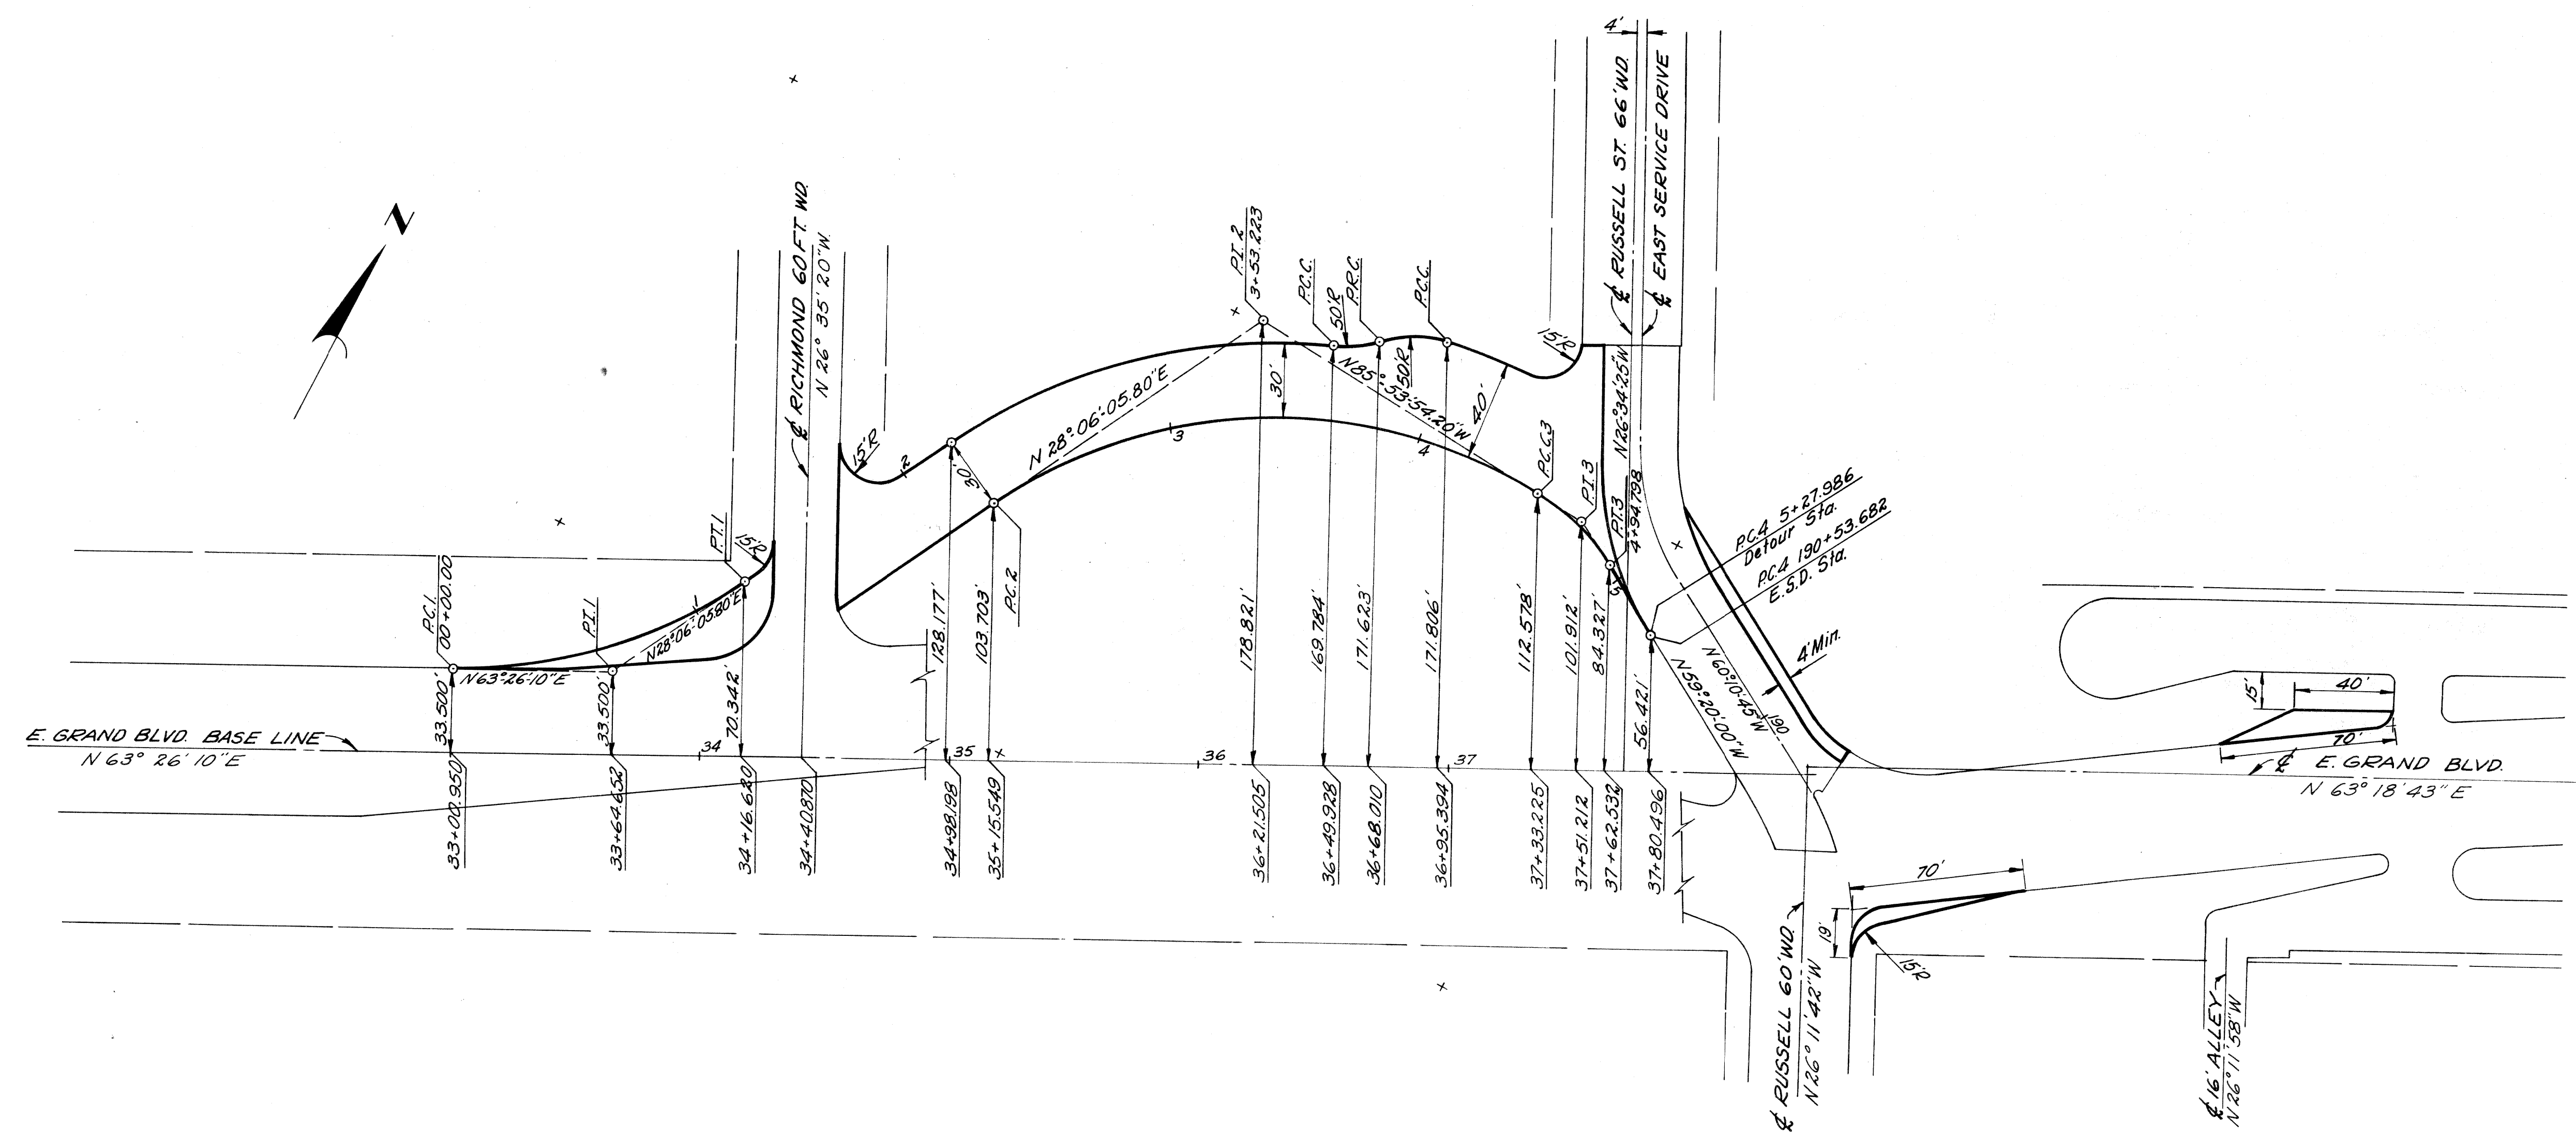 N
4'
℄ RUSSELL ST. 66' WD.
℄ EAST SERVICE DRIVE
℄ RICHMOND 60 FT. WD.
N 26° 35' 20" W.
P.I. 2
3+53.223
P.C.C.
50'R
P.R.C.
P.C.C.
50'R
15'R
N 28°-06'-05.80" E
30'
N 85°-53'-54.20" W
40'
N 26°-34'-25" W
15'R
2
30'
3
4
P.C.C.3
P.I. 3
P.T.3
4+94.798
5
P.C.4 5+27.986
Detour Sta.
P.C.4 190+53.682
E.S.D. Sta.
P.T. 1
15'R
P.C.1.
00+00.00
P.I. 1
1
N 28°-06'-05.80" E
N 63°-26'-10" E
P.C. 2
33.500'
33.500'
70.342'
128.177'
103.703'
178.821'
169.784'
171.623'
171.806'
112.578'
101.912'
84.327'
56.421'
N 60°-10'-45" W
N 59°-20'-00" W
190
4' Min.
15'
40'
70'
E. GRAND BLVD. BASE LINE
N 63° 26' 10" E
34
35
36
37
℄ E. GRAND BLVD.
N 63° 18' 43" E
33+00.950
33+64.652
34+16.620
34+40.870
34+98.198
35+15.549
36+21.505
36+49.928
36+68.010
36+95.394
37+33.225
37+51.212
37+62.532
37+80.496
70'
19'
15'R
℄ RUSSELL 60' WD.
N 26° 11' 42" W
℄ 16' ALLEY
N 26° 11' 58" W